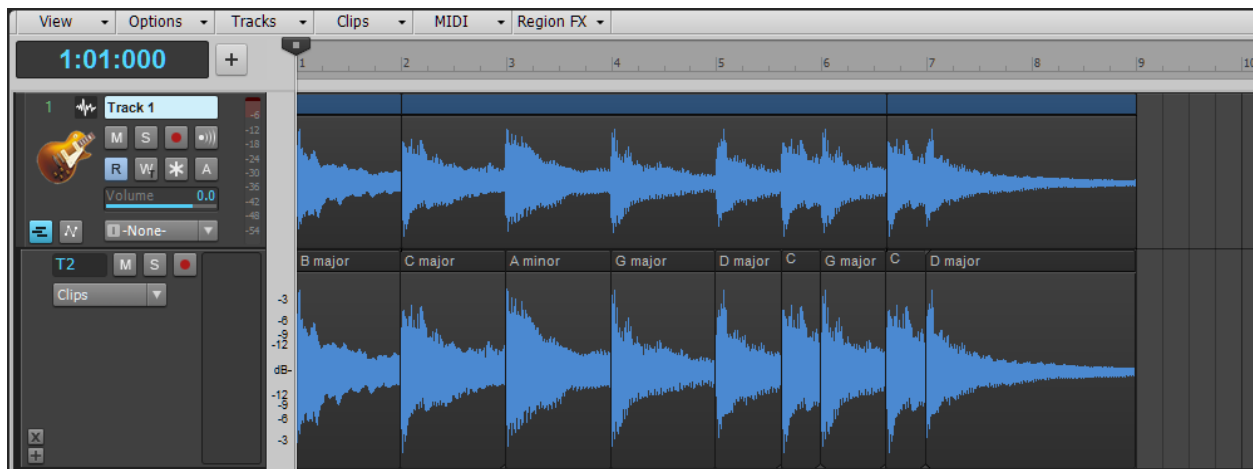 View Options Tracks Clips MIDI Region FX
1:01:000 +
1 2 3 4 5 6 7 8 9 10
1 Track 1
M S
R W * A
Volume 0.0
-None-
-6
-12
-18
-24
-30
-36
-42
-48
-54
T2 M S
Clips
B major C major A minor G major D major C G major C D major
-3
-6
-9
-12
dB-
-12
-9
-6
-3
X
+